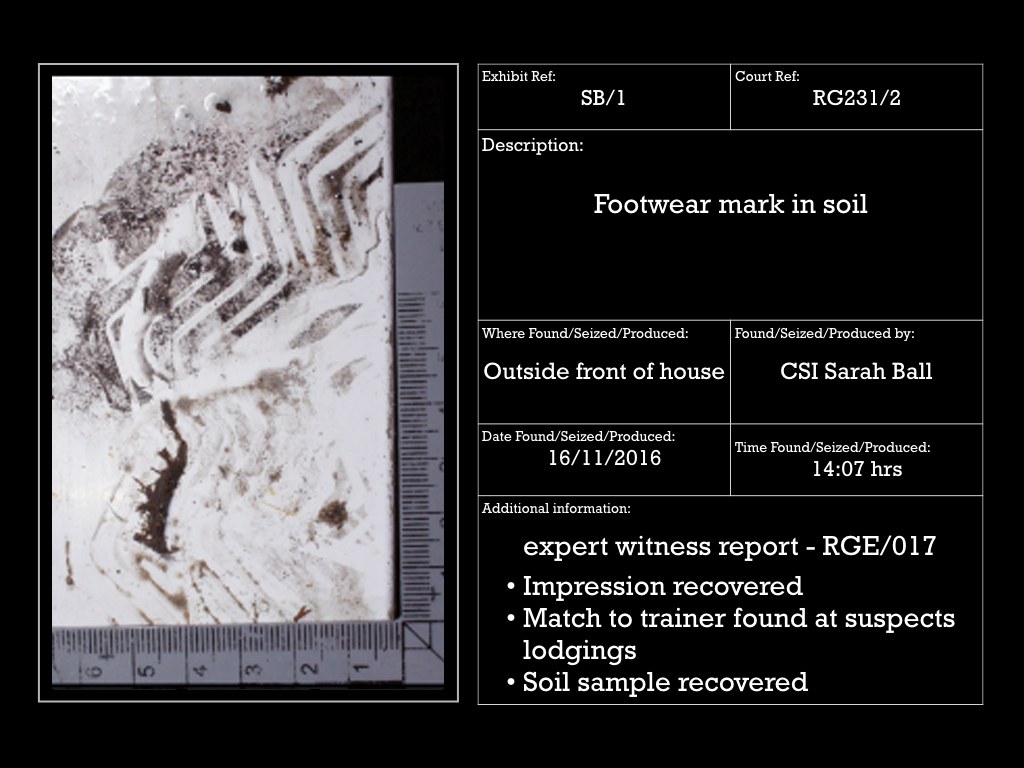 Exhibit Ref:
SB/1
Court Ref:
RG231/2
Description:
Footwear mark in soil
Where Found/Seized/Produced:
Outside front of house
Found/Seized/Produced by:
CSI Sarah Ball
Date Found/Seized/Produced:
16/11/2016
Time Found/Seized/Produced:
14:07 hrs
Additional information:
expert witness report - RGE/017
• Impression recovered
• Match to trainer found at suspects
lodgings
• Soil sample recovered
6 5 4 3 2 1